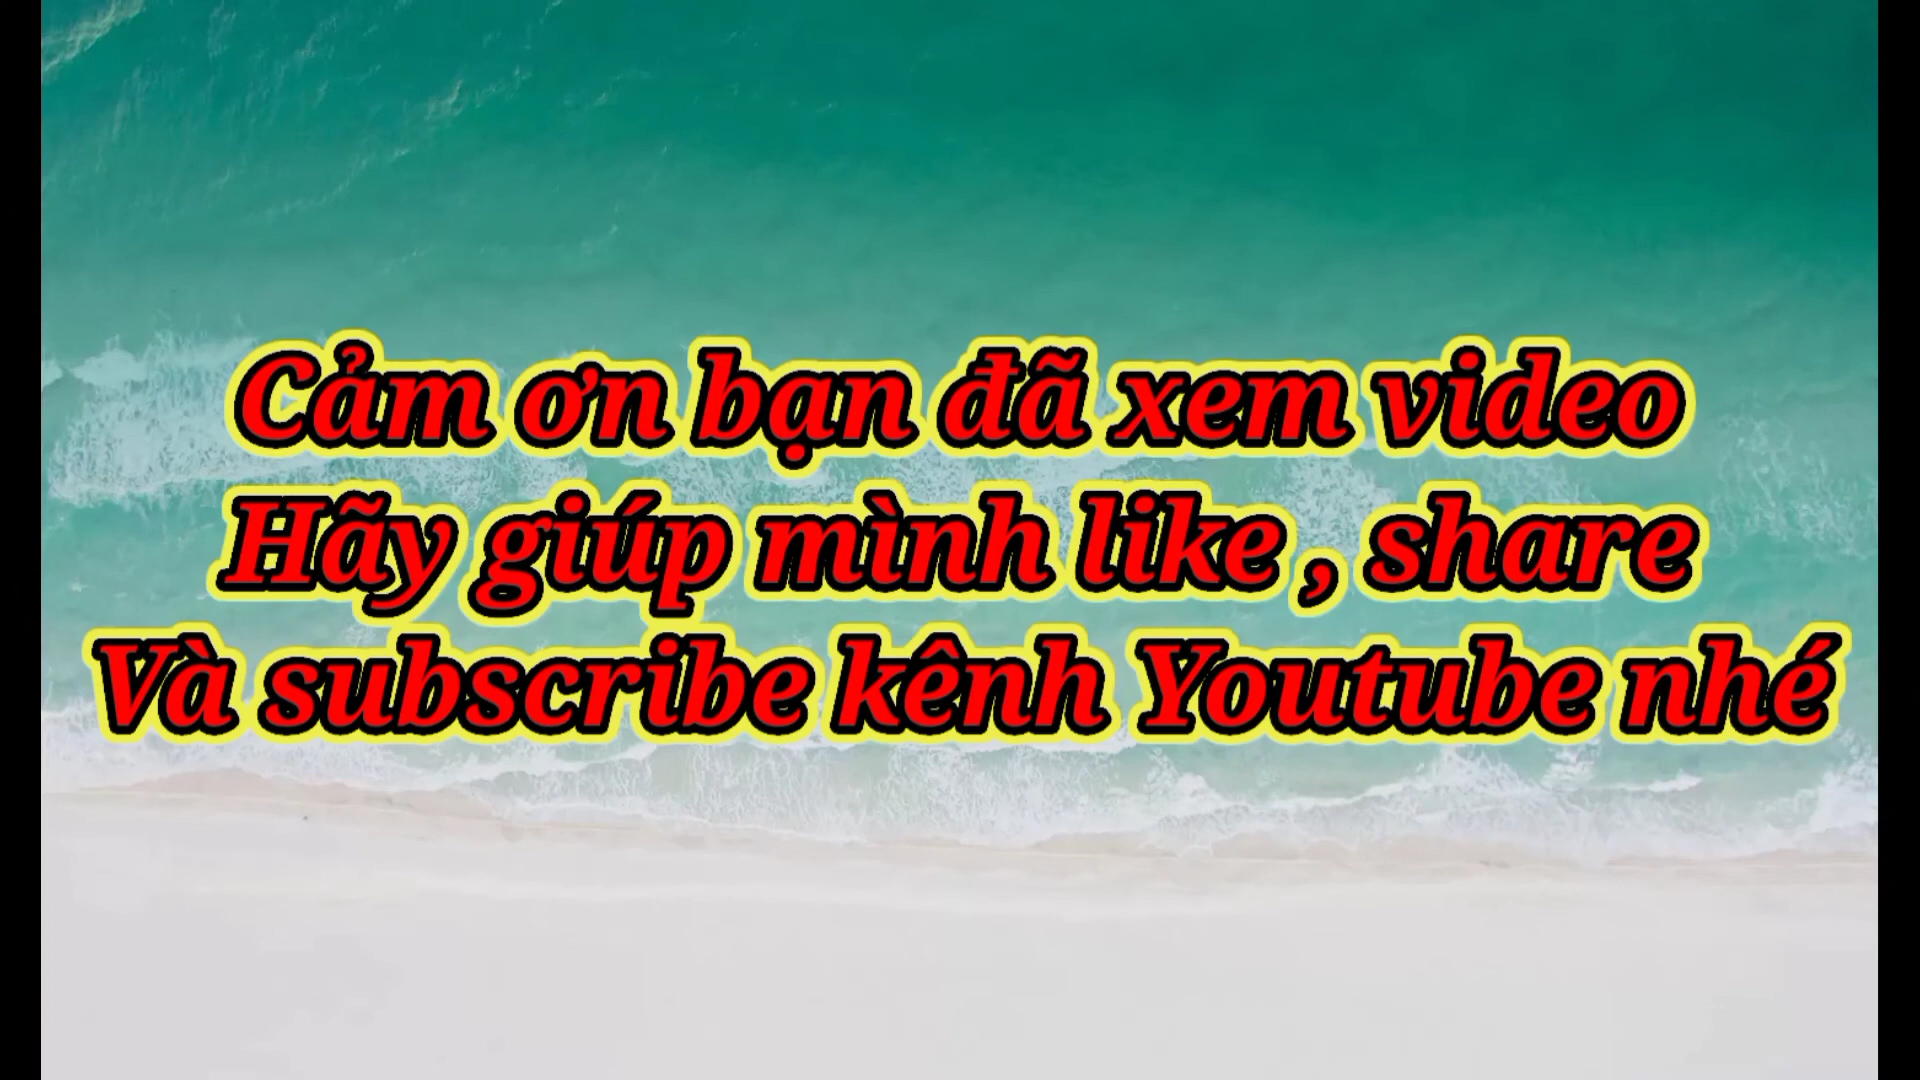 Cảm ơn bạn đã xem video
Hãy giúp mình like , share
Và subscribe kênh Youtube nhé